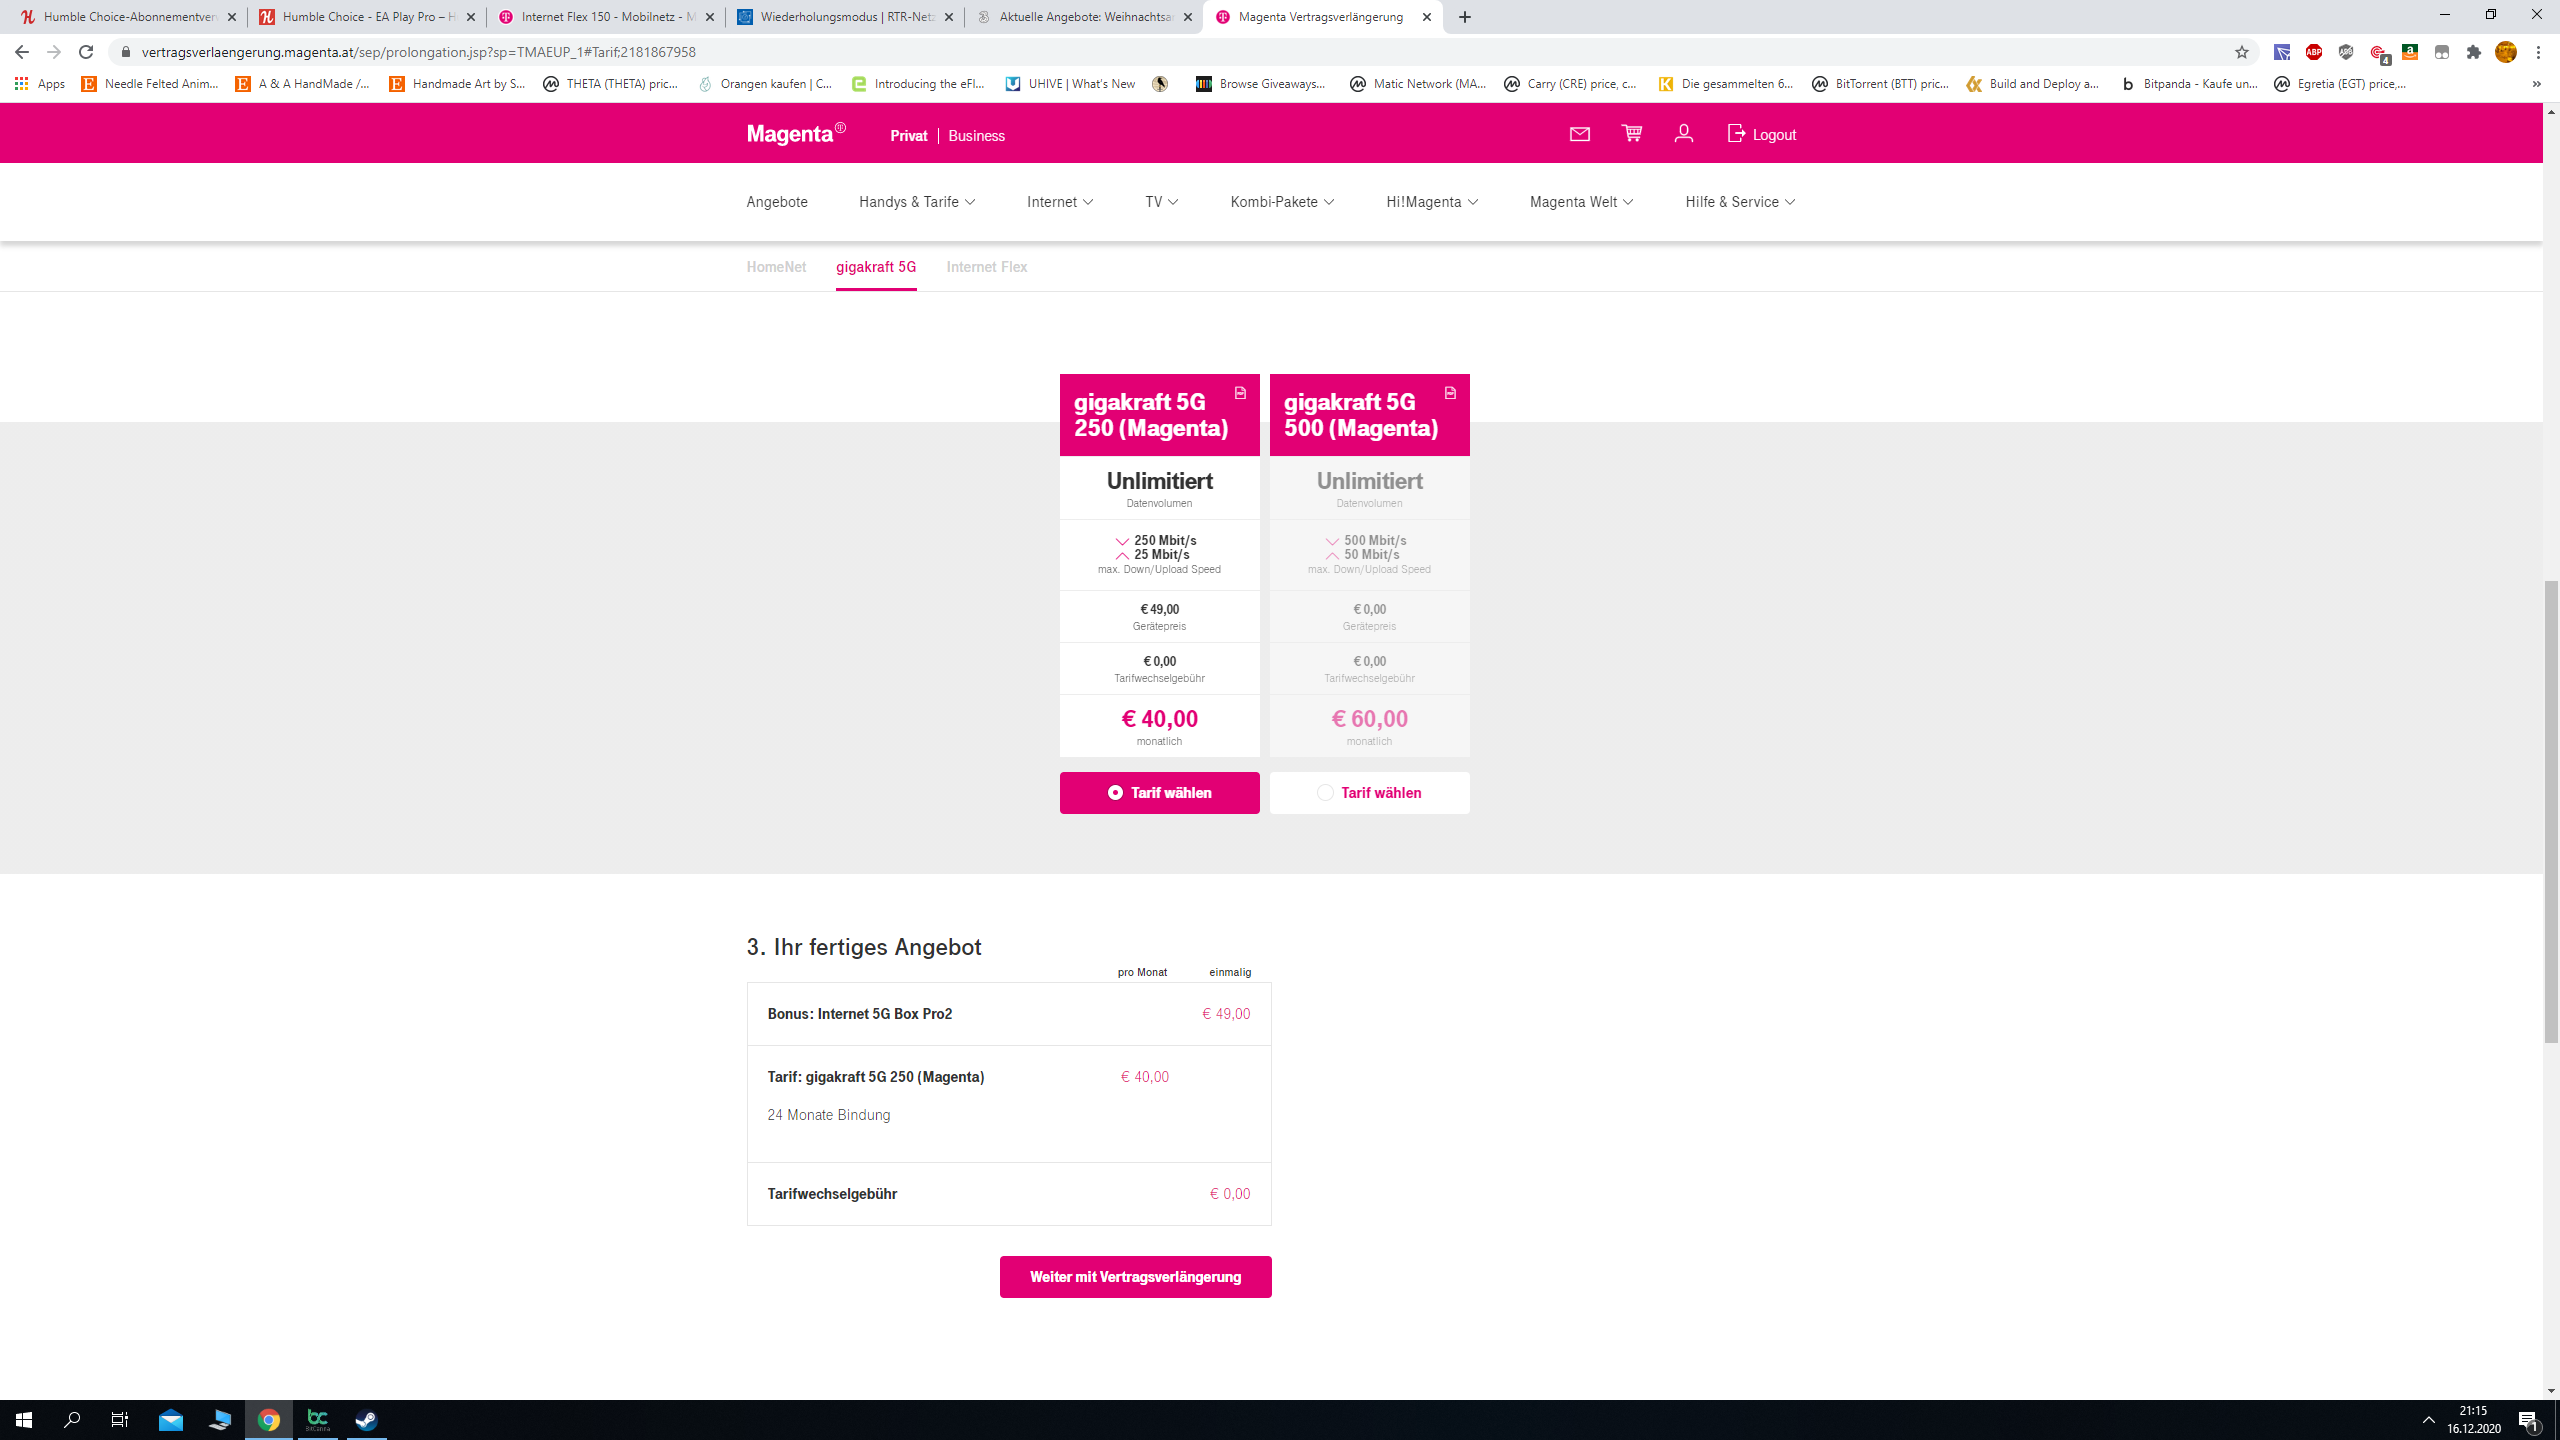 Humble Choice-Abonnementver
Humble Choice - EA Play Pro – H
Internet Flex 150 - Mobilnetz - M
Wiederholungsmodus | RTR-Netz
Aktuelle Angebote: Weihnachtsa
Magenta Vertragsverlängerung
vertragsverlaengerung.magenta.at/sep/prolongation.jsp?sp=TMAEUP_1#Tarif;2181867958
ABP
4
Apps
Needle Felted Anim...
A & A HandMade /...
Handmade Art by S...
THETA (THETA) pric...
Orangen kaufen | C...
Introducing the eFl...
UHIVE | What's New
Browse Giveaways...
Matic Network (MA...
Carry (CRE) price, c...
Die gesammelten 6...
BitTorrent (BTT) pric...
Build and Deploy a...
Bitpanda - Kaufe un...
Egretia (EGT) price,...
»
Magenta
Privat | Business
Logout
Angebote
Handys & Tarife
Internet
TV
Kombi-Pakete
Hi!Magenta
Magenta Welt
Hilfe & Service
HomeNet
gigakraft 5G
Internet Flex
gigakraft 5G
250 (Magenta)
Unlimitiert
Datenvolumen
250 Mbit/s
25 Mbit/s
max. Down/Upload Speed
€ 49,00
Gerätepreis
€ 0,00
Tarifwechselgebühr
€ 40,00
monatlich
Tarif wählen
gigakraft 5G
500 (Magenta)
Unlimitiert
Datenvolumen
500 Mbit/s
50 Mbit/s
max. Down/Upload Speed
€ 0,00
Gerätepreis
€ 0,00
Tarifwechselgebühr
€ 60,00
monatlich
Tarif wählen
3. Ihr fertiges Angebot
pro Monat einmalig
Bonus: Internet 5G Box Pro2 € 49,00
Tarif: gigakraft 5G 250 (Magenta) € 40,00
24 Monate Bindung
Tarifwechselgebühr € 0,00
Weiter mit Vertragsverlängerung
bc
21:15
16.12.2020
1